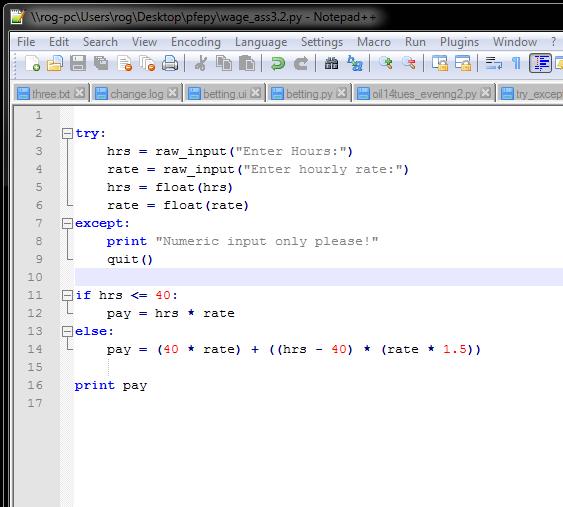 \\rog-pc\Users\rog\Desktop\pfepy\wage_ass3.2.py - Notepad++
File Edit Search View Encoding Language Settings Macro Run Plugins Window ?
three.txt change.log betting.ui betting.py oil14tues_evenng2.py try_excep
1
2 try:
3     hrs = raw_input("Enter Hours:")
4     rate = raw_input("Enter hourly rate:")
5     hrs = float(hrs)
6     rate = float(rate)
7 except:
8     print "Numeric input only please!"
9     quit()
10
11 if hrs <= 40:
12     pay = hrs * rate
13 else:
14     pay = (40 * rate) + ((hrs - 40) * (rate * 1.5))
15
16 print pay
17